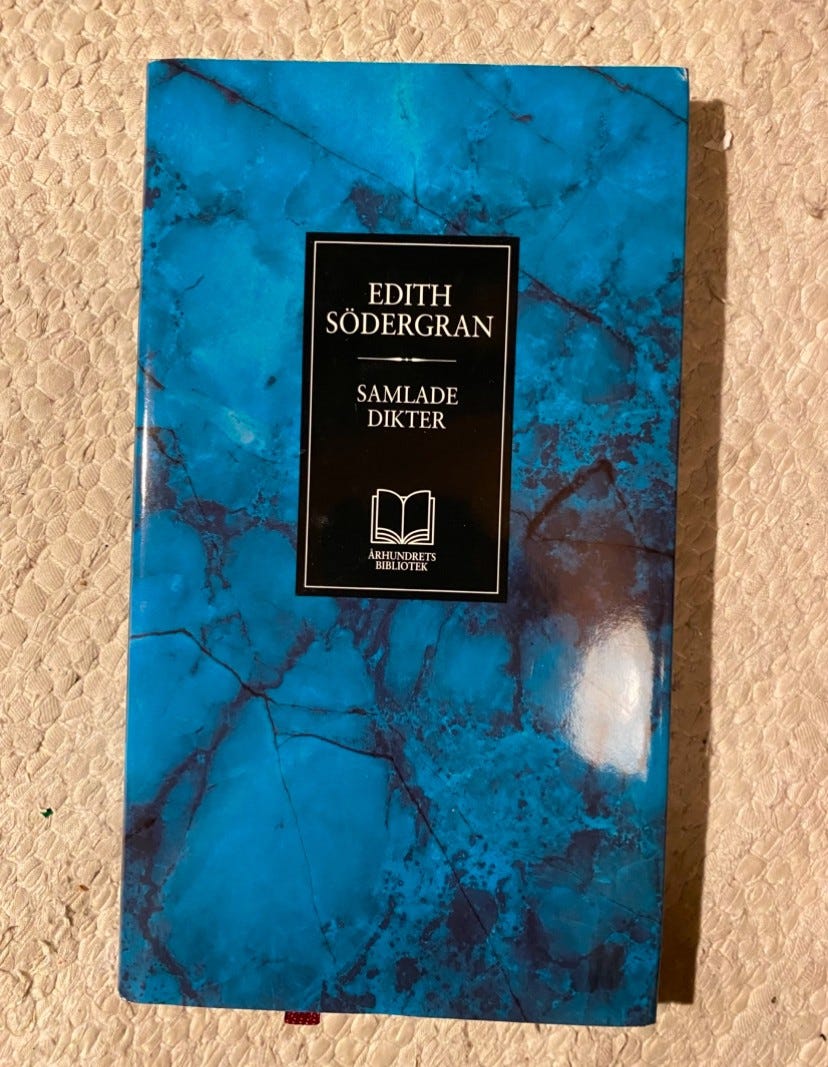 EDITH
SÖDERGRAN
SAMLADE
DIKTER
ÅRHUNDRETS
BIBLIOTEK